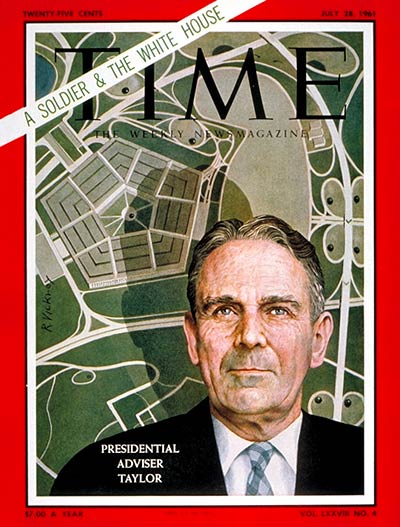 TWENTY-FIVE CENTS
JULY 28, 1961
A SOLDIER & THE WHITE HOUSE
TIME
THE WEEKLY NEWSMAGAZINE
R. Vickrey
PRESIDENTIAL
ADVISER
TAYLOR
$7.00 A YEAR
VOL. LXXVIII NO. 4